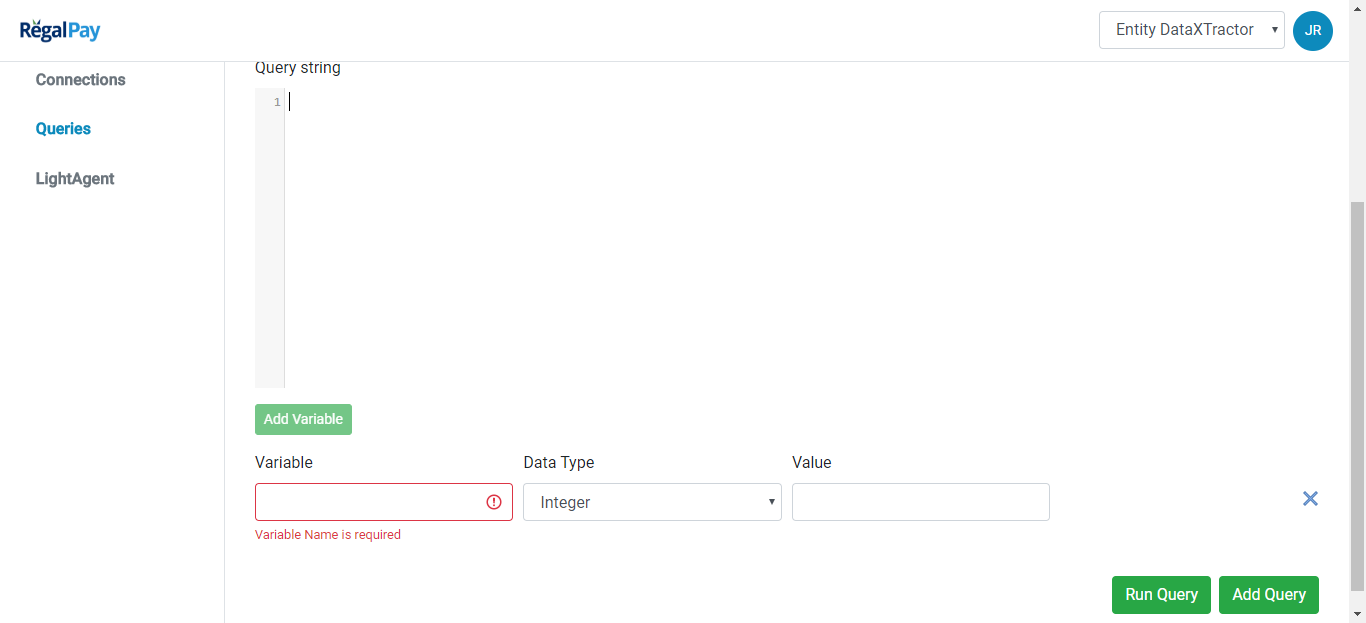 RégalPay
Entity DataXTractor
JR
Connections
Queries
LightAgent
Query string
1
Add Variable
Variable
Data Type
Value
Integer
Variable Name is required
Run Query
Add Query